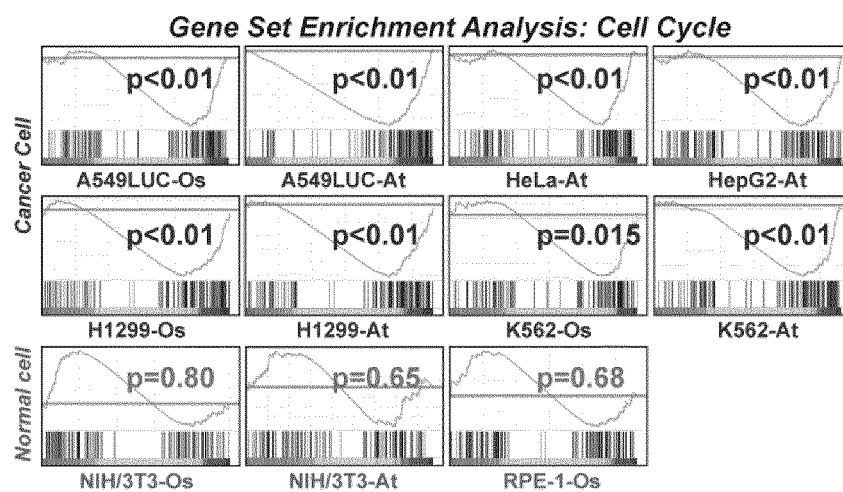 Gene Set Enrichment Analysis: Cell Cycle
Cancer Cell
p<0.01 p<0.01 p<0.01 p<0.01
A549LUC-Os A549LUC-At HeLa-At HepG2-At
p<0.01 p<0.01 p=0.015 p<0.01
H1299-Os H1299-At K562-Os K562-At
Normal cell
p=0.80 p=0.65 p=0.68
NIH/3T3-Os NIH/3T3-At RPE-1-Os